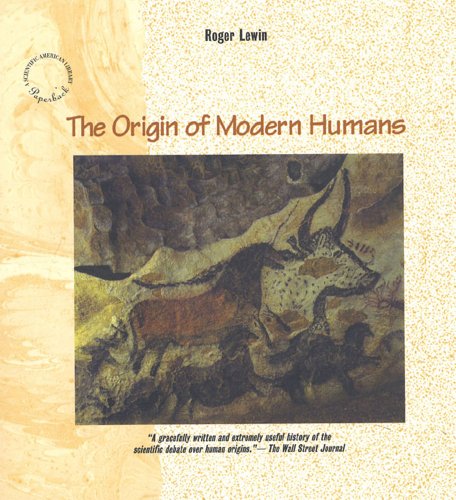 Roger Lewin
A SCIENTIFIC AMERICAN LIBRARY
Paperback
The Origin of Modern Humans
"A gracefully written and extremely useful history of the
scientific debate over human origins."— The Wall Street Journal